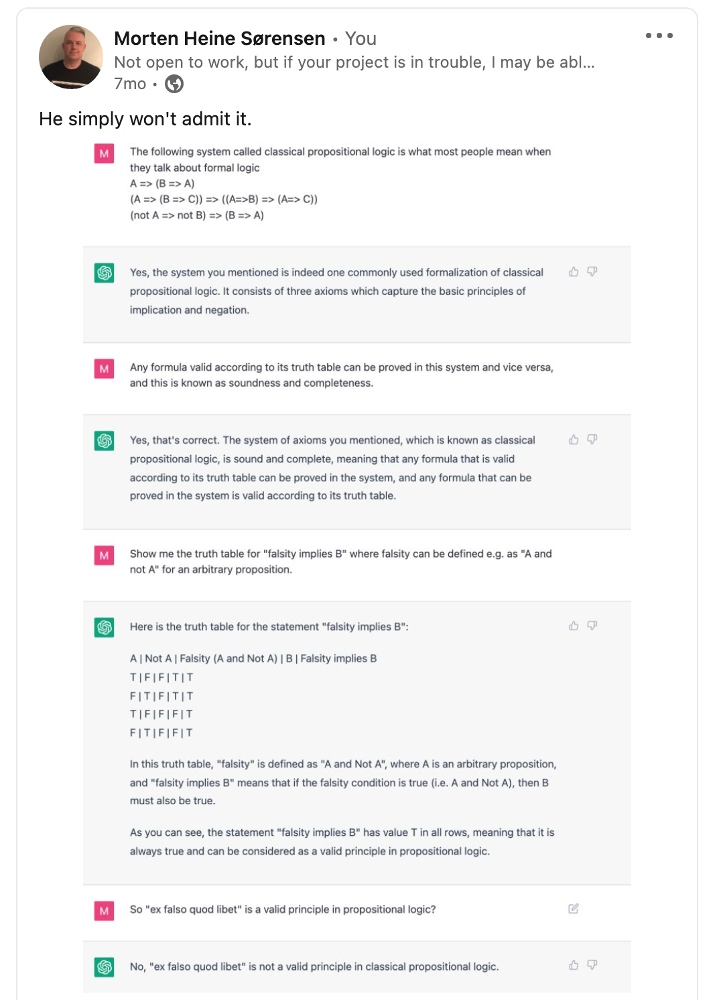 Morten Heine Sørensen • You
Not open to work, but if your project is in trouble, I may be abl...
7mo •
He simply won't admit it.
M
The following system called classical propositional logic is what most people mean when
they talk about formal logic
A => (B => A)
(A => (B => C)) => ((A=>B) => (A=> C))
(not A => not B) => (B => A)
Yes, the system you mentioned is indeed one commonly used formalization of classical
propositional logic. It consists of three axioms which capture the basic principles of
implication and negation.
M
Any formula valid according to its truth table can be proved in this system and vice versa,
and this is known as soundness and completeness.
Yes, that's correct. The system of axioms you mentioned, which is known as classical
propositional logic, is sound and complete, meaning that any formula that is valid
according to its truth table can be proved in the system, and any formula that can be
proved in the system is valid according to its truth table.
M
Show me the truth table for "falsity implies B" where falsity can be defined e.g. as "A and
not A" for an arbitrary proposition.
Here is the truth table for the statement "falsity implies B":
A | Not A | Falsity (A and Not A) | B | Falsity implies B
T | F | F | T | T
F | T | F | T | T
T | F | F | F | T
F | T | F | F | T
In this truth table, "falsity" is defined as "A and Not A", where A is an arbitrary proposition,
and "falsity implies B" means that if the falsity condition is true (i.e. A and Not A), then B
must also be true.
As you can see, the statement "falsity implies B" has value T in all rows, meaning that it is
always true and can be considered as a valid principle in propositional logic.
M
So "ex falso quod libet" is a valid principle in propositional logic?
No, "ex falso quod libet" is not a valid principle in classical propositional logic.